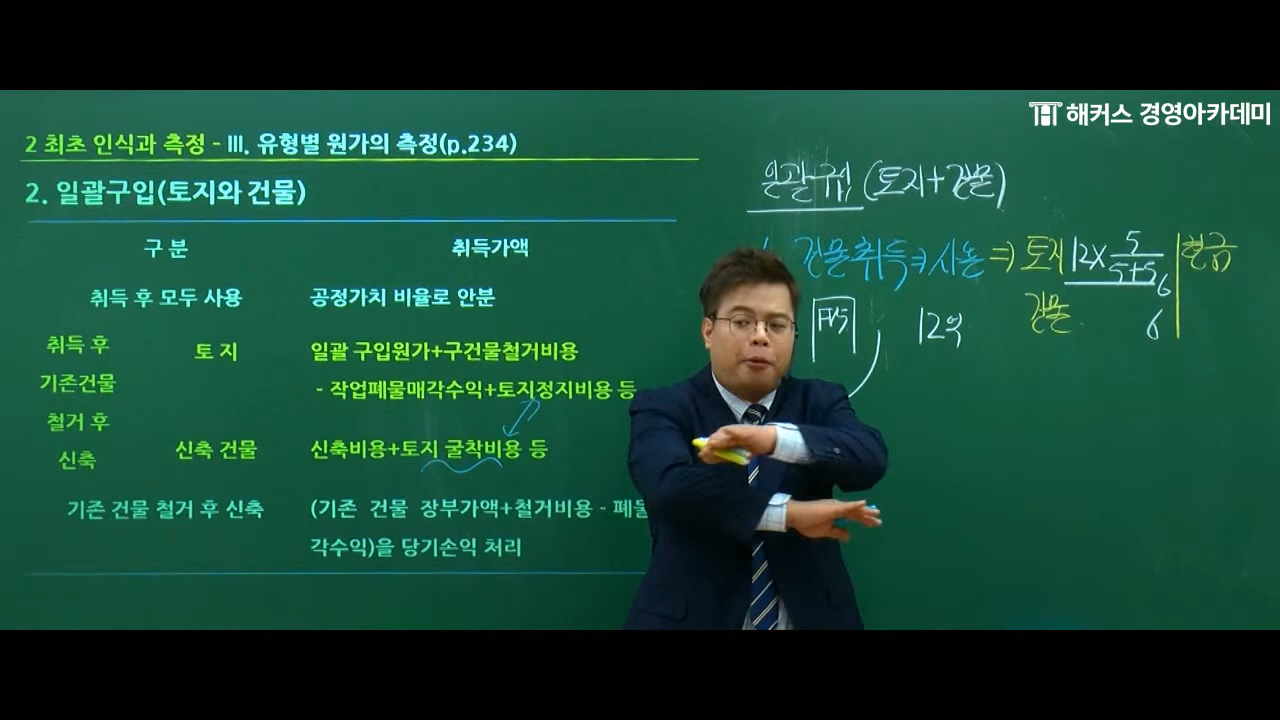 해커스 경영아카데미
2 최초 인식과 측정 - III. 유형별 원가의 측정(p.234)
2. 일괄구입(토지와 건물)
구 분 취득가액
취득 후 모두 사용 공정가치 비율로 안분
취득 후 기존건물 철거 후 신축
토 지 일괄 구입원가+구건물철거비용
- 작업폐물매각수익+토지정지비용 등
신축 건물 신축비용+토지 굴착비용 등
기존 건물 철거 후 신축 (기존 건물 장부가액+철거비용 - 폐물
각수익)을 당기손익 처리
일괄구입 (토지+건물)
건물취득⇒사용 ⇒ 토지 12× 5/5+5 6 현금
12억 건물 6